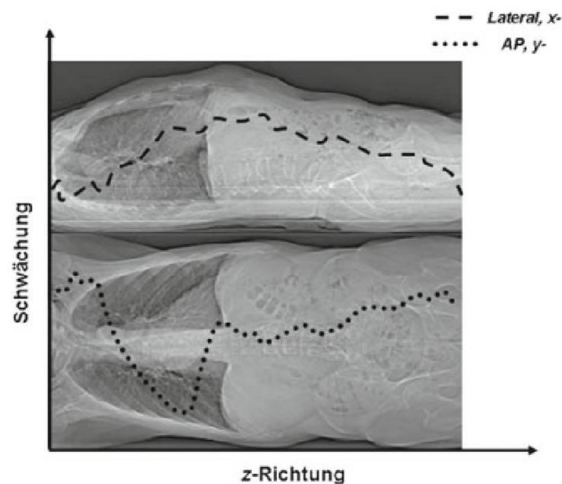 Lateral, x-
AP, y-
Schwächung
z-Richtung